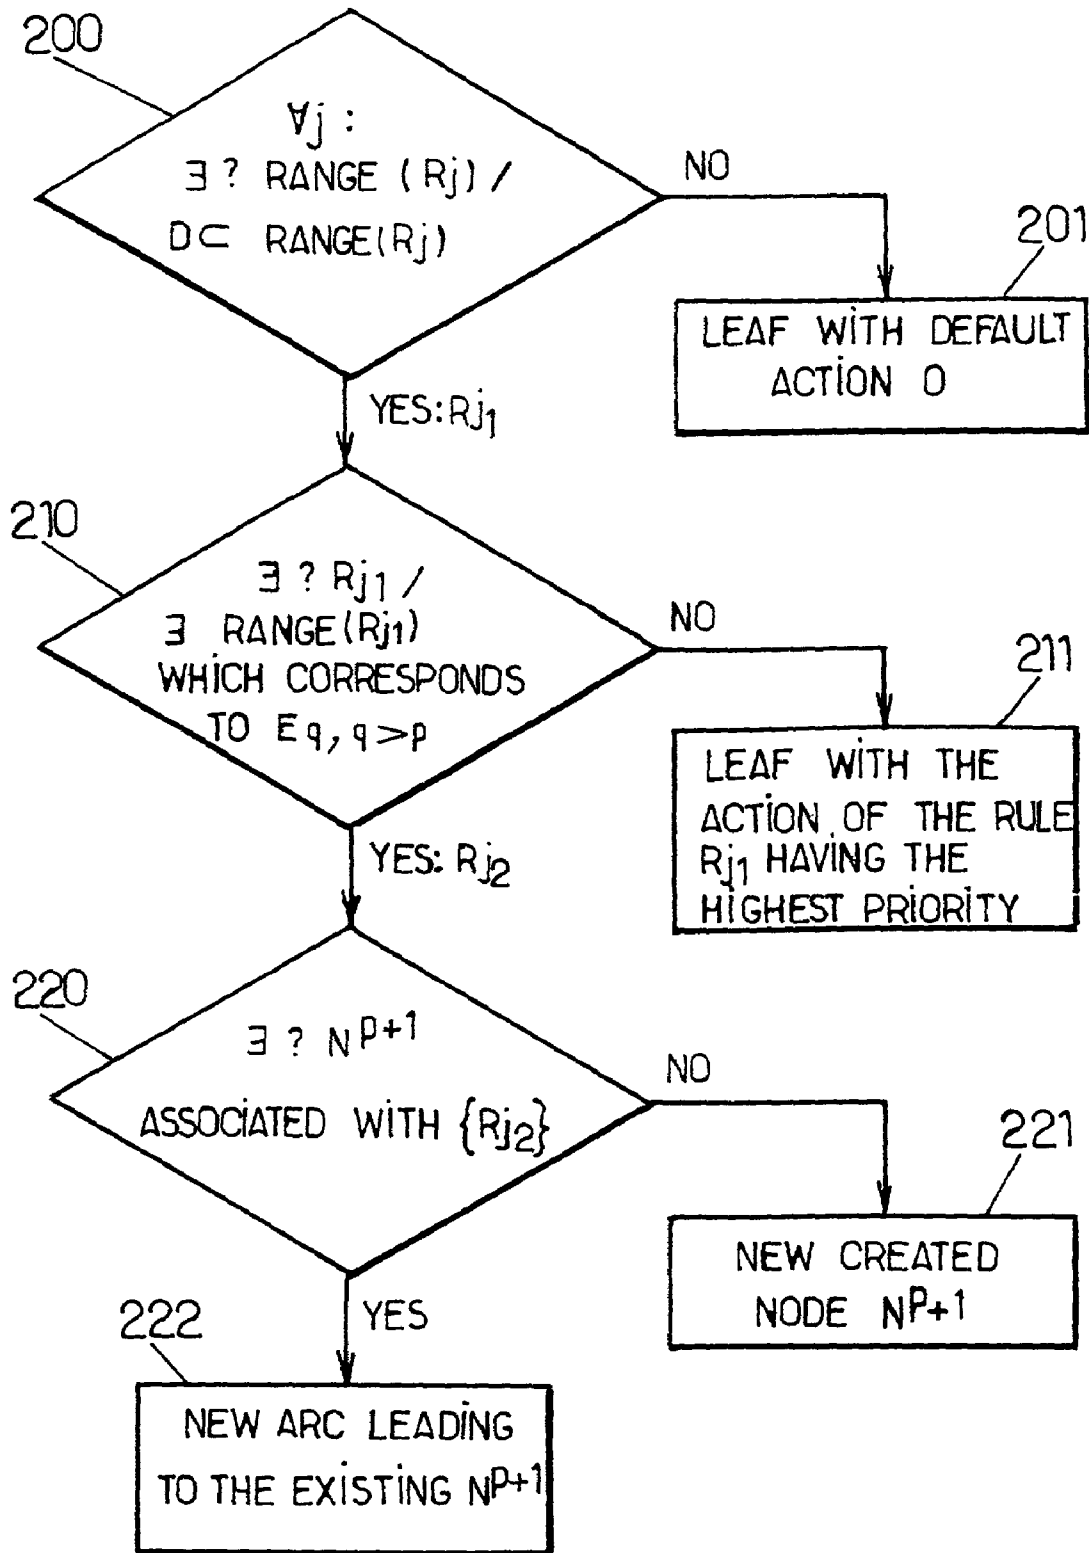 200
∀j :
∃ ? RANGE (Rj) /
D⊂ RANGE(Rj)
NO
201
LEAF WITH DEFAULT
ACTION 0
YES: Rj1
210
∃ ? Rj1 /
∃ RANGE(Rj1)
WHICH CORRESPONDS
TO Eq, q>p
NO
211
LEAF WITH THE
ACTION OF THE RULE
Rj1 HAVING THE
HIGHEST PRIORITY
YES: Rj2
220
∃ ? N^p+1
ASSOCIATED WITH {Rj2}
NO
221
NEW CREATED
NODE N^p+1
YES
222
NEW ARC LEADING
TO THE EXISTING N^p+1